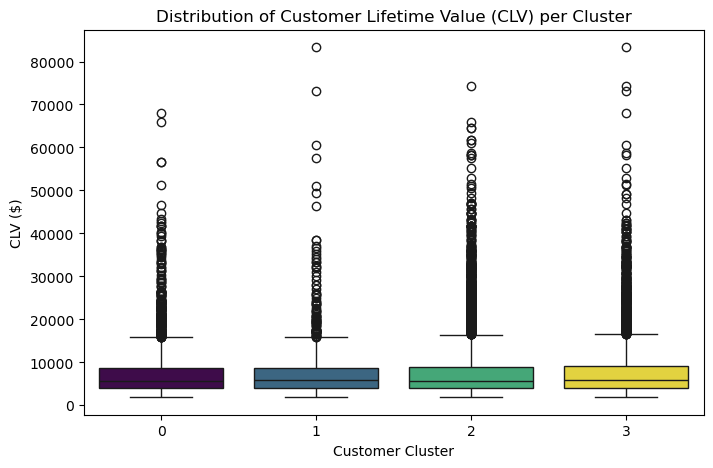 Distribution of Customer Lifetime Value (CLV) per Cluster
CLV ($)
80000
70000
60000
50000
40000
30000
20000
10000
0
0 1 2 3
Customer Cluster